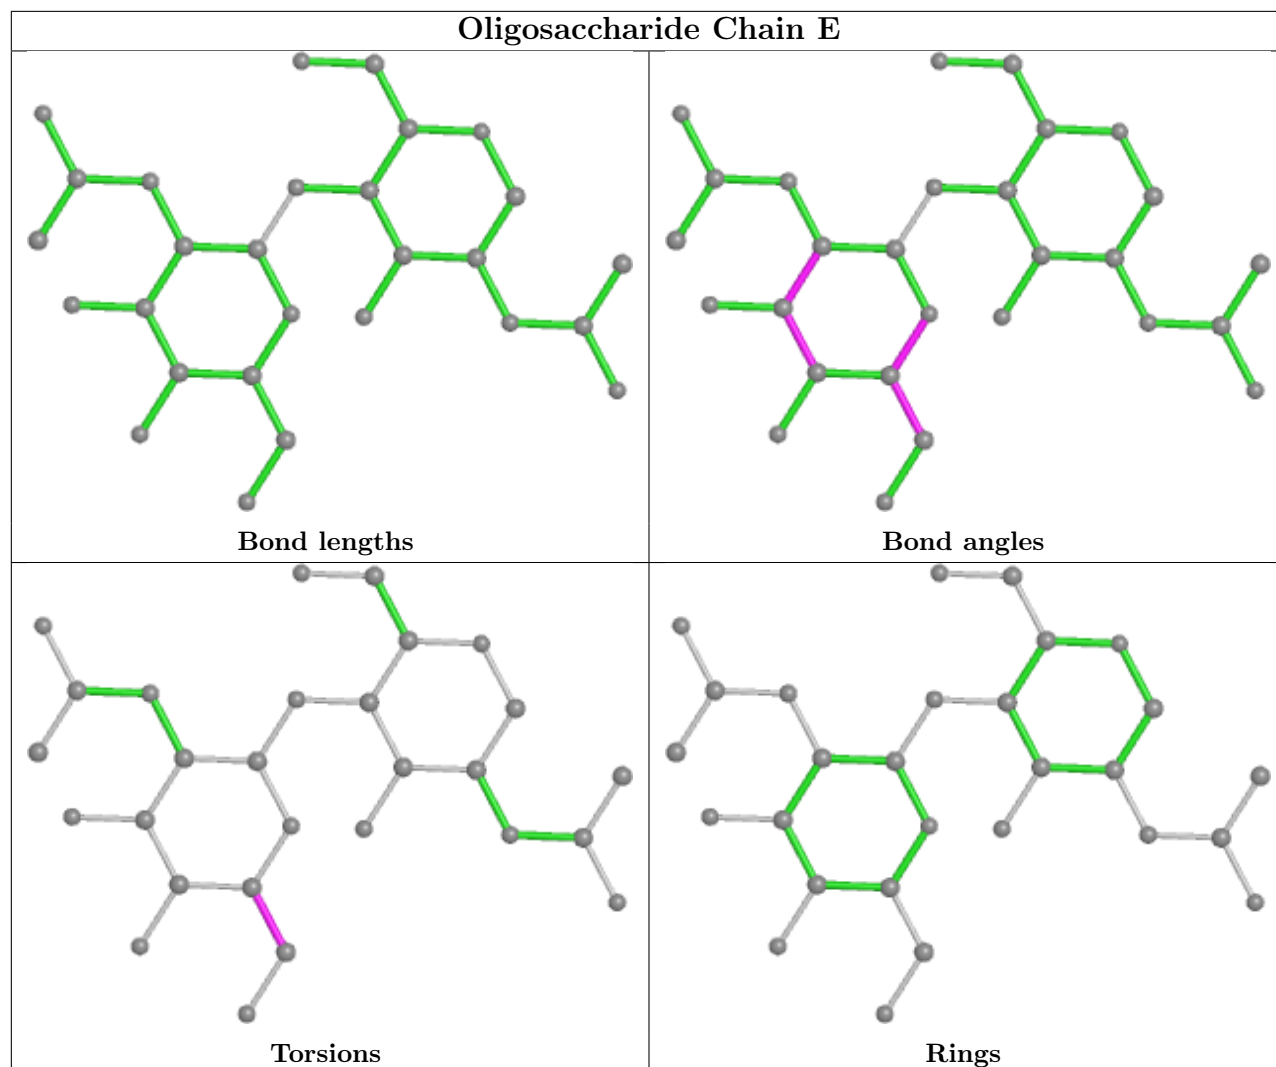 Oligosaccharide Chain E
Bond lengths
Bond angles
Torsions
Rings